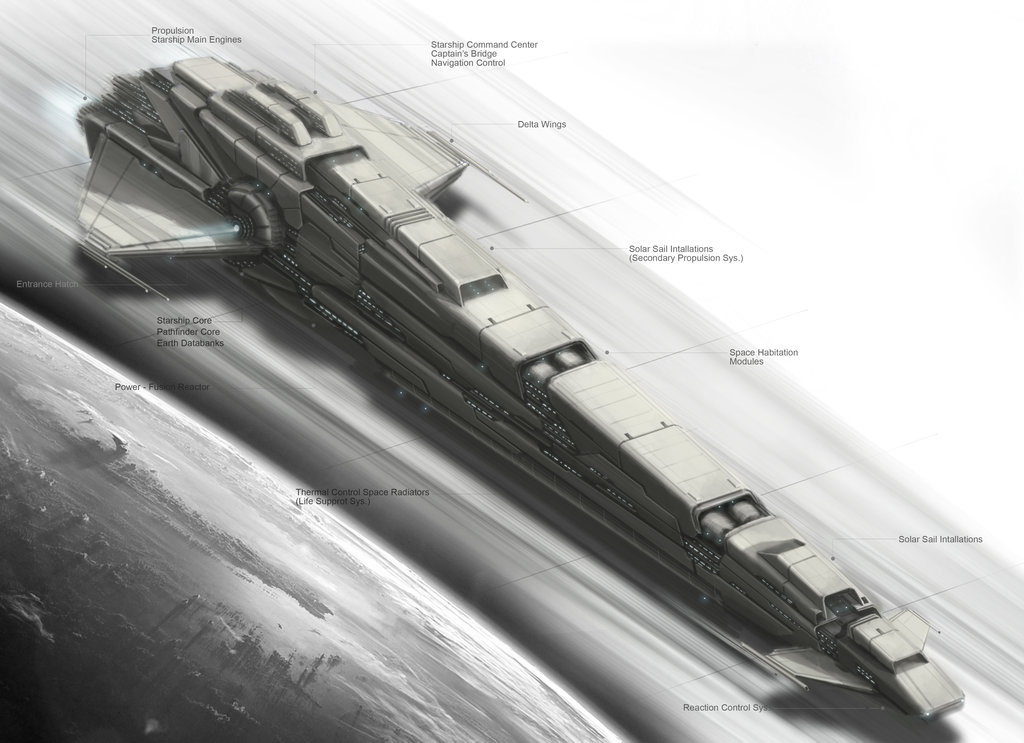 Propulsion
Starship Main Engines
Starship Command Center
Captain's Bridge
Navigation Control
Delta Wings
Solar Sail Intallations
(Secondary Propulsion Sys.)
Entrance Hatch
Starship Core
Pathfinder Core
Earth Databanks
Space Habitation
Modules
Power - Fusion Reactor
Thermal Control Space Radiators
(Life Supprot Sys.)
Solar Sail Intallations
Reaction Control Sys.